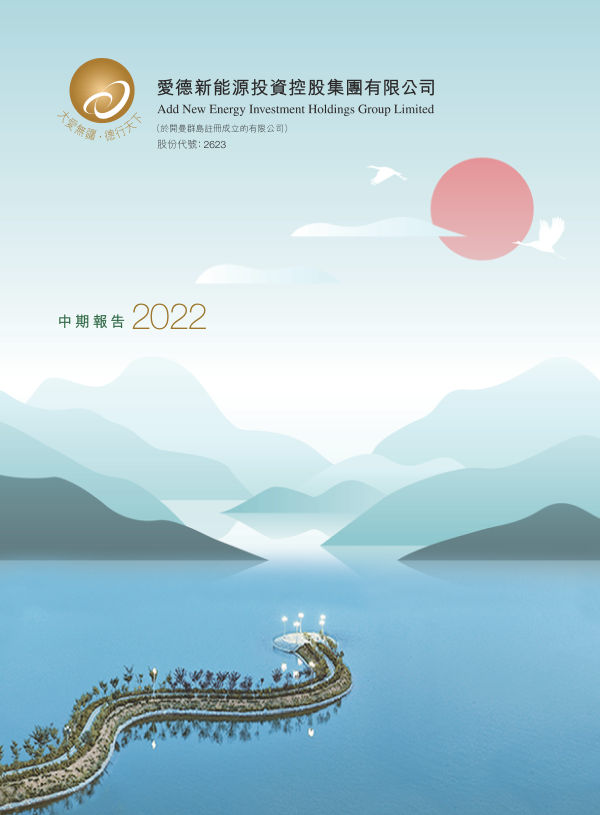 愛德新能源投資控股集團有限公司
Add New Energy Investment Holdings Group Limited
(於開曼群島註冊成立的有限公司)
股份代號: 2623
大愛無疆·德行天下
中期報告 2022